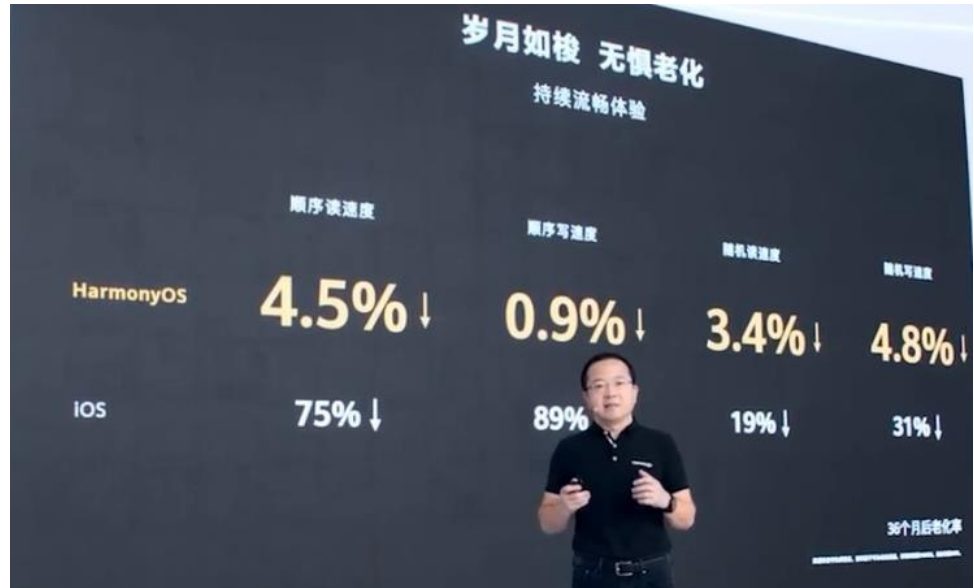 岁月如梭 无惧老化
持续流畅体验
顺序读速度
顺序写速度
随机读速度
随机写速度
HarmonyOS
4.5%↓
0.9%↓
3.4%↓
4.8%↓
iOS
75%↓
89%
19%↓
31%↓
36个月后老化率